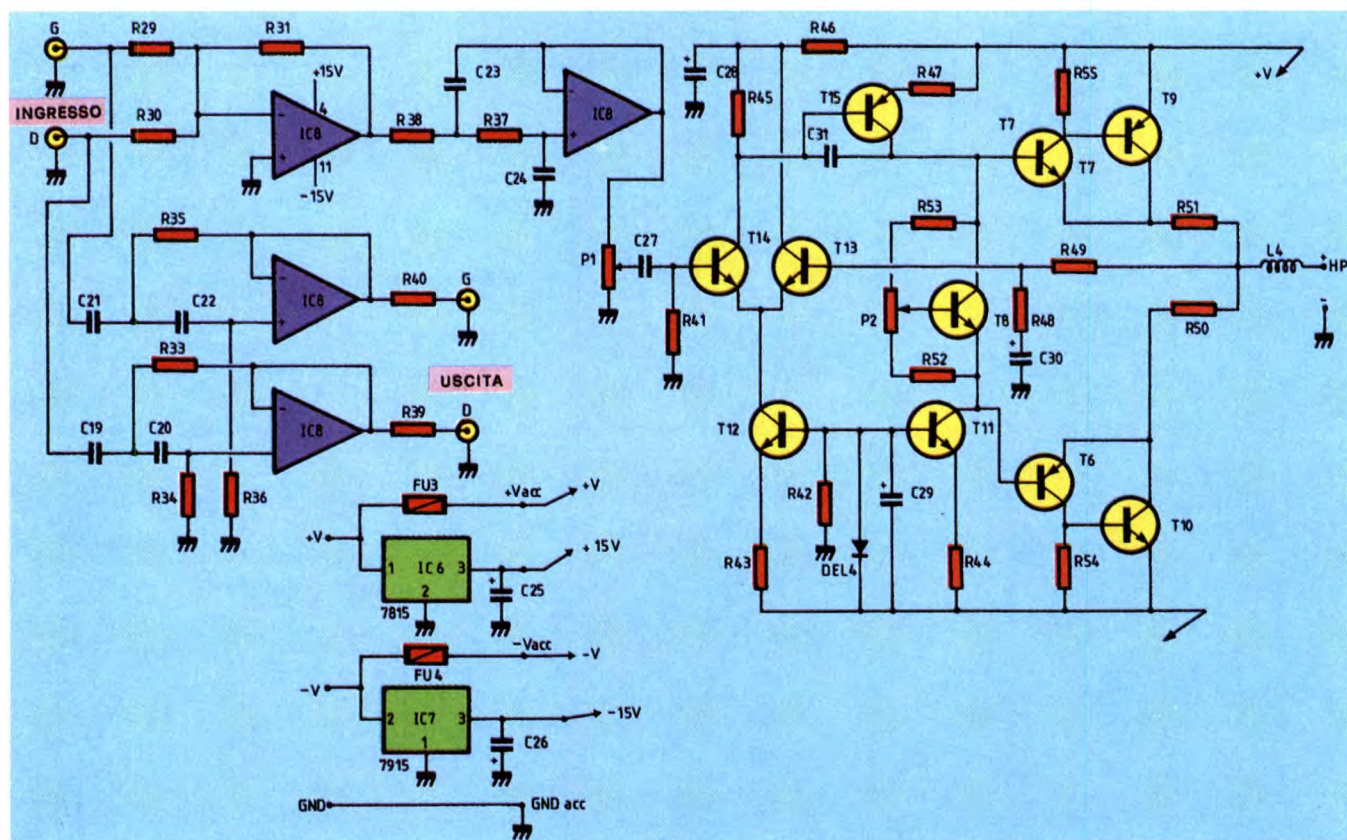 G
R29
R31
INGRESSO
D
R30
+15V
4
IC8
11
-15V
R38
C23
R37
C24
IC8
R35
C21
C22
IC8
R40
G
R33
C19
C20
IC8
R39
USCITA
D
R34
R36
P1
C27
R41
C28
R45
R46
R47
T15
C31
T14
T13
R55
T9
T7
T7
+V
R53
P2
T8
R52
R51
R49
R48
C30
R50
L4
+
HP
-
T12
T11
R42
C29
DEL4
R43
R44
T6
T10
R54
FU3
+Vacc
+V
+V
1
IC6
3
2
7815
+15V
C25
FU4
-Vacc
-V
-V
2
IC7
3
1
7915
-15V
C26
GND
GND acc